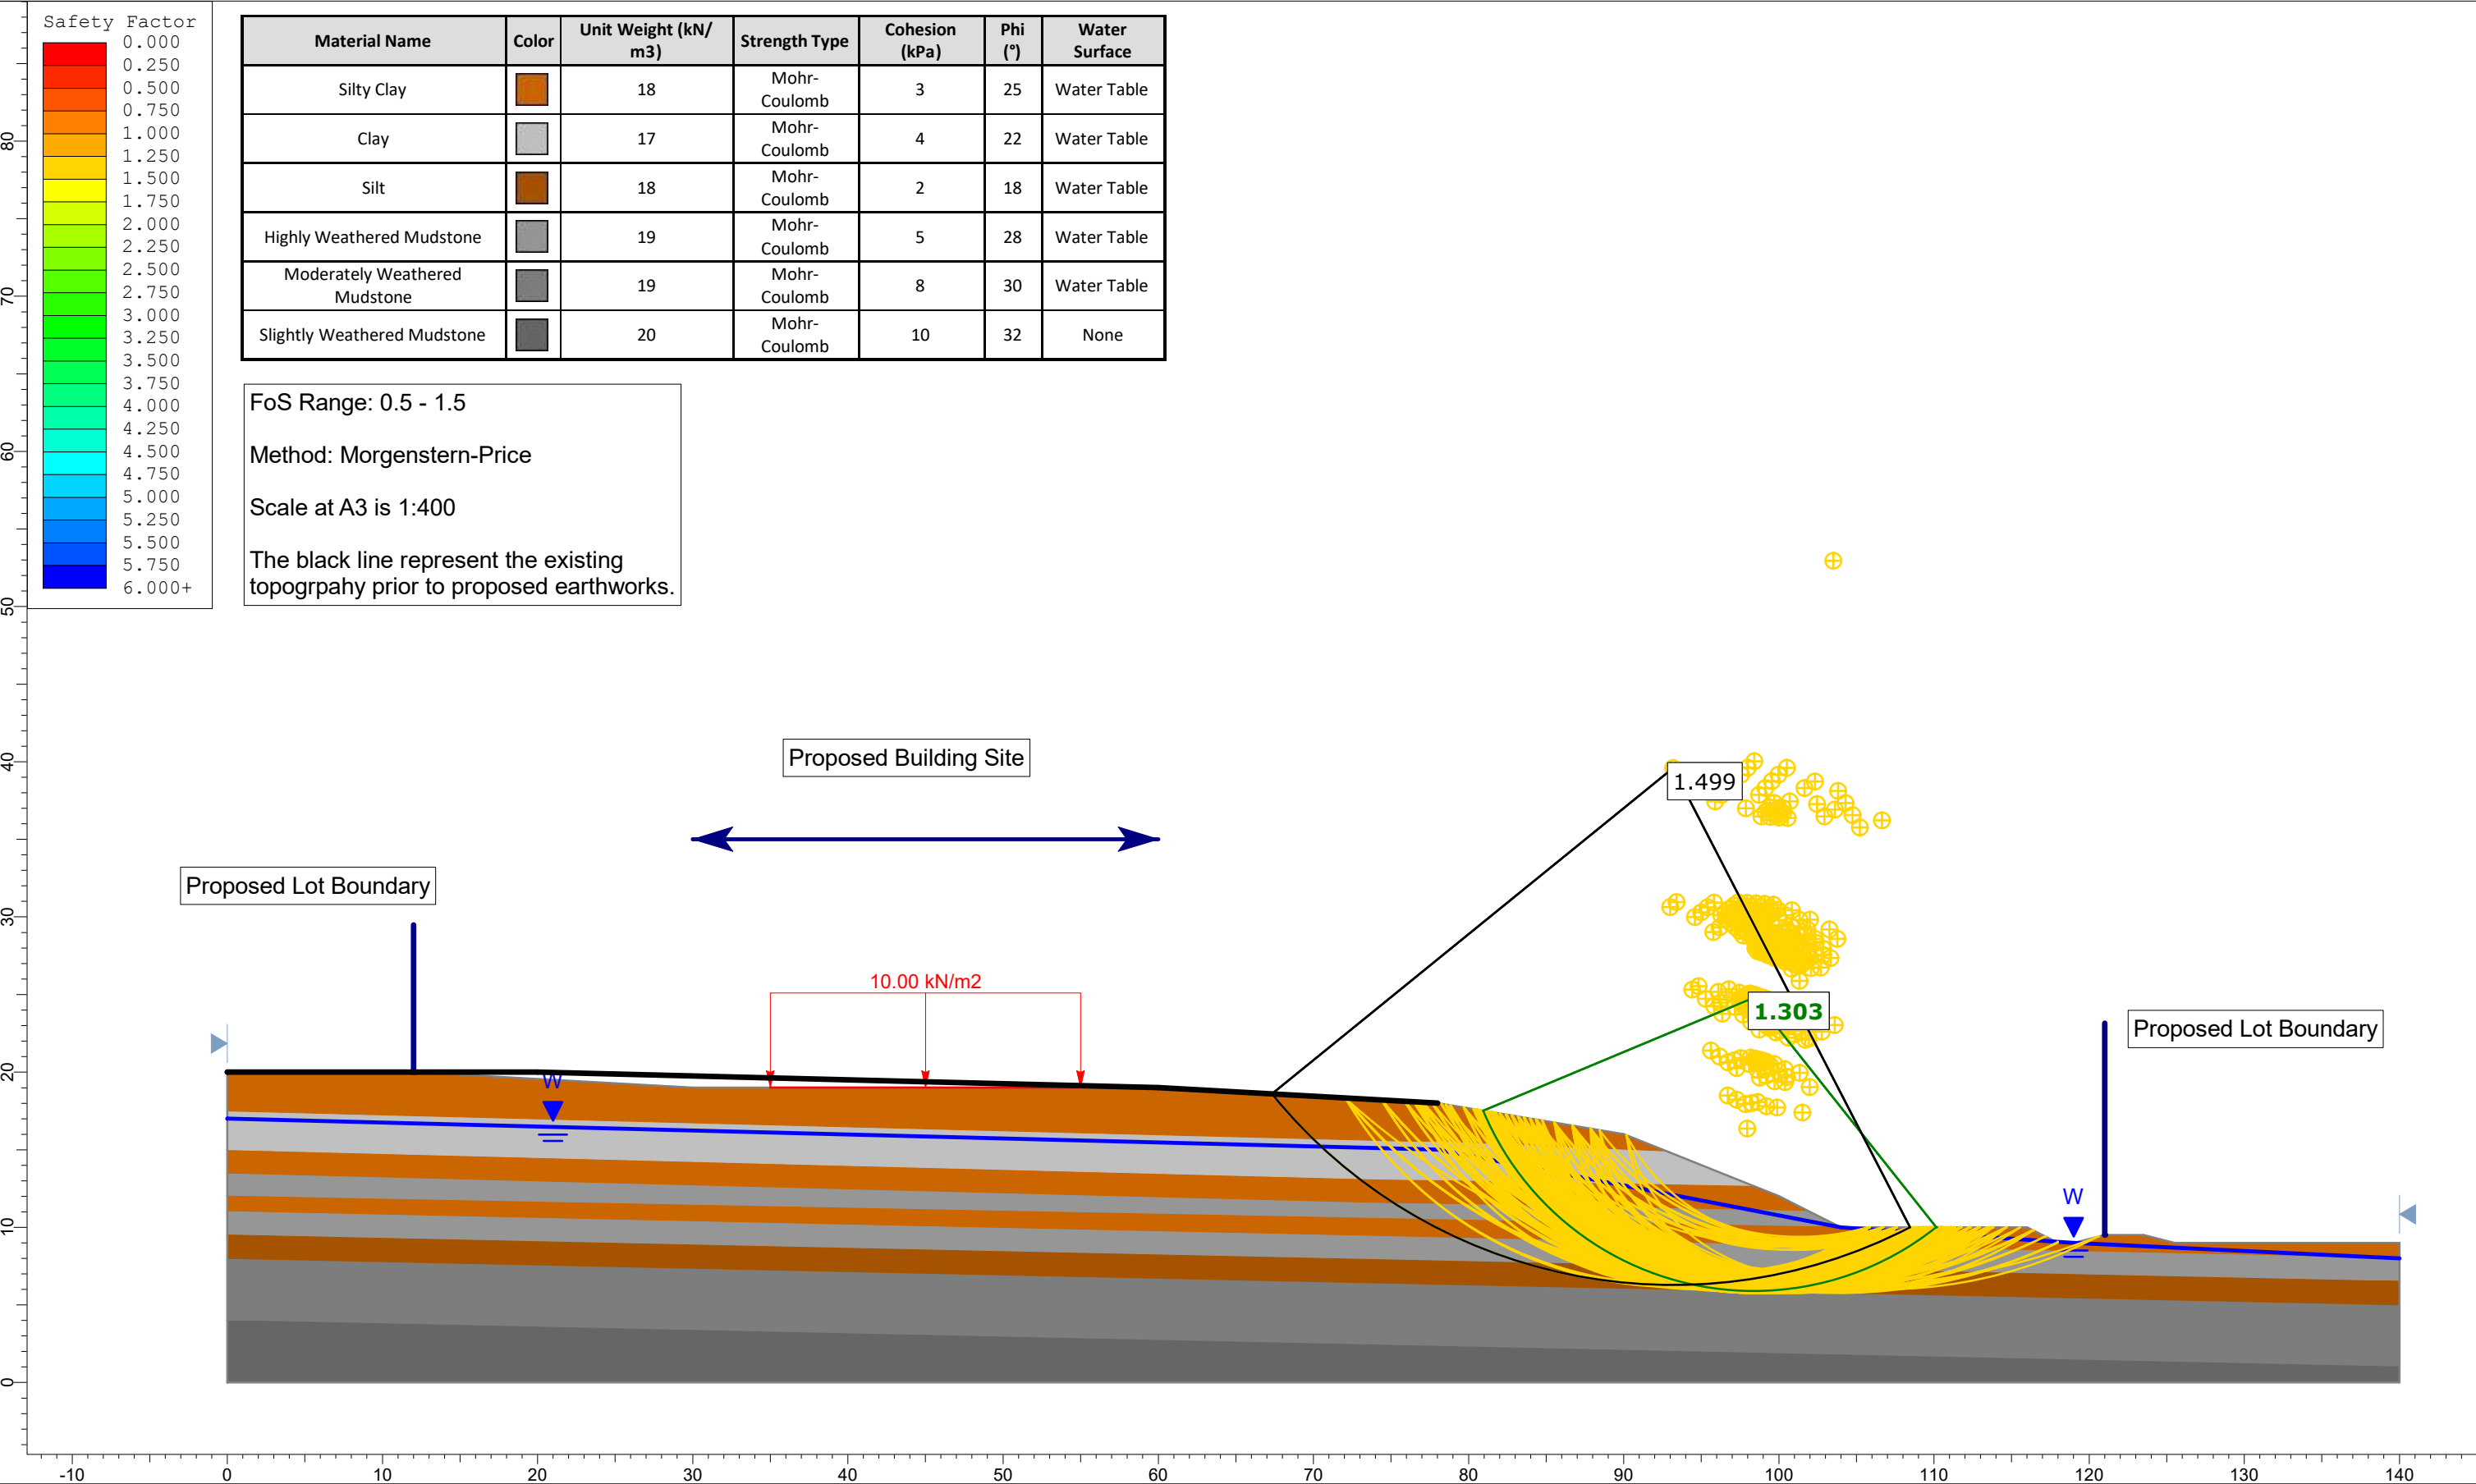 Safety Factor
0.000
0.250
0.500
0.750
1.000
1.250
1.500
1.750
2.000
2.250
2.500
2.750
3.000
3.250
3.500
3.750
4.000
4.250
4.500
4.750
5.000
5.250
5.500
5.750
6.000+
Material Name Color Unit Weight (kN/ m3) Strength Type Cohesion (kPa) Phi (°) Water Surface
Silty Clay 18 Mohr-Coulomb 3 25 Water Table
Clay 17 Mohr-Coulomb 4 22 Water Table
Silt 18 Mohr-Coulomb 2 18 Water Table
Highly Weathered Mudstone 19 Mohr-Coulomb 5 28 Water Table
Moderately Weathered Mudstone 19 Mohr-Coulomb 8 30 Water Table
Slightly Weathered Mudstone 20 Mohr-Coulomb 10 32 None
FoS Range: 0.5 - 1.5
Method: Morgenstern-Price
Scale at A3 is 1:400
The black line represent the existing
topogrpahy prior to proposed earthworks.
Proposed Building Site
1.499
Proposed Lot Boundary
10.00 kN/m2
1.303
Proposed Lot Boundary
W
W
80
70
60
50
40
30
20
10
0
-10 0 10 20 30 40 50 60 70 80 90 100 110 120 130 140